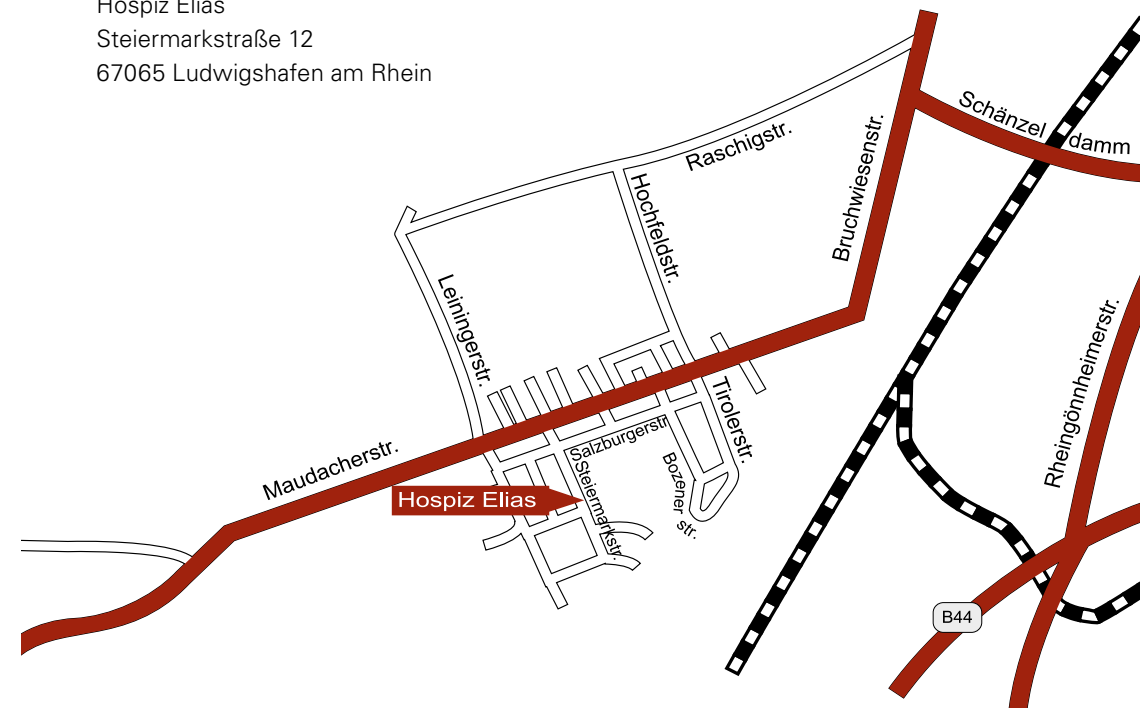 Hospiz Elias
Steiermarkstraße 12
67065 Ludwigshafen am Rhein
Schänzel damm
Raschigstr.
Bruchwiesenstr.
Hochfeldstr.
Leiningerstr.
Rheingönnheimerstr.
Tirolerstr.
Maudacherstr.
Salzburgerstr
Bozener str.
Steiermarkstr.
Hospiz Elias
B44